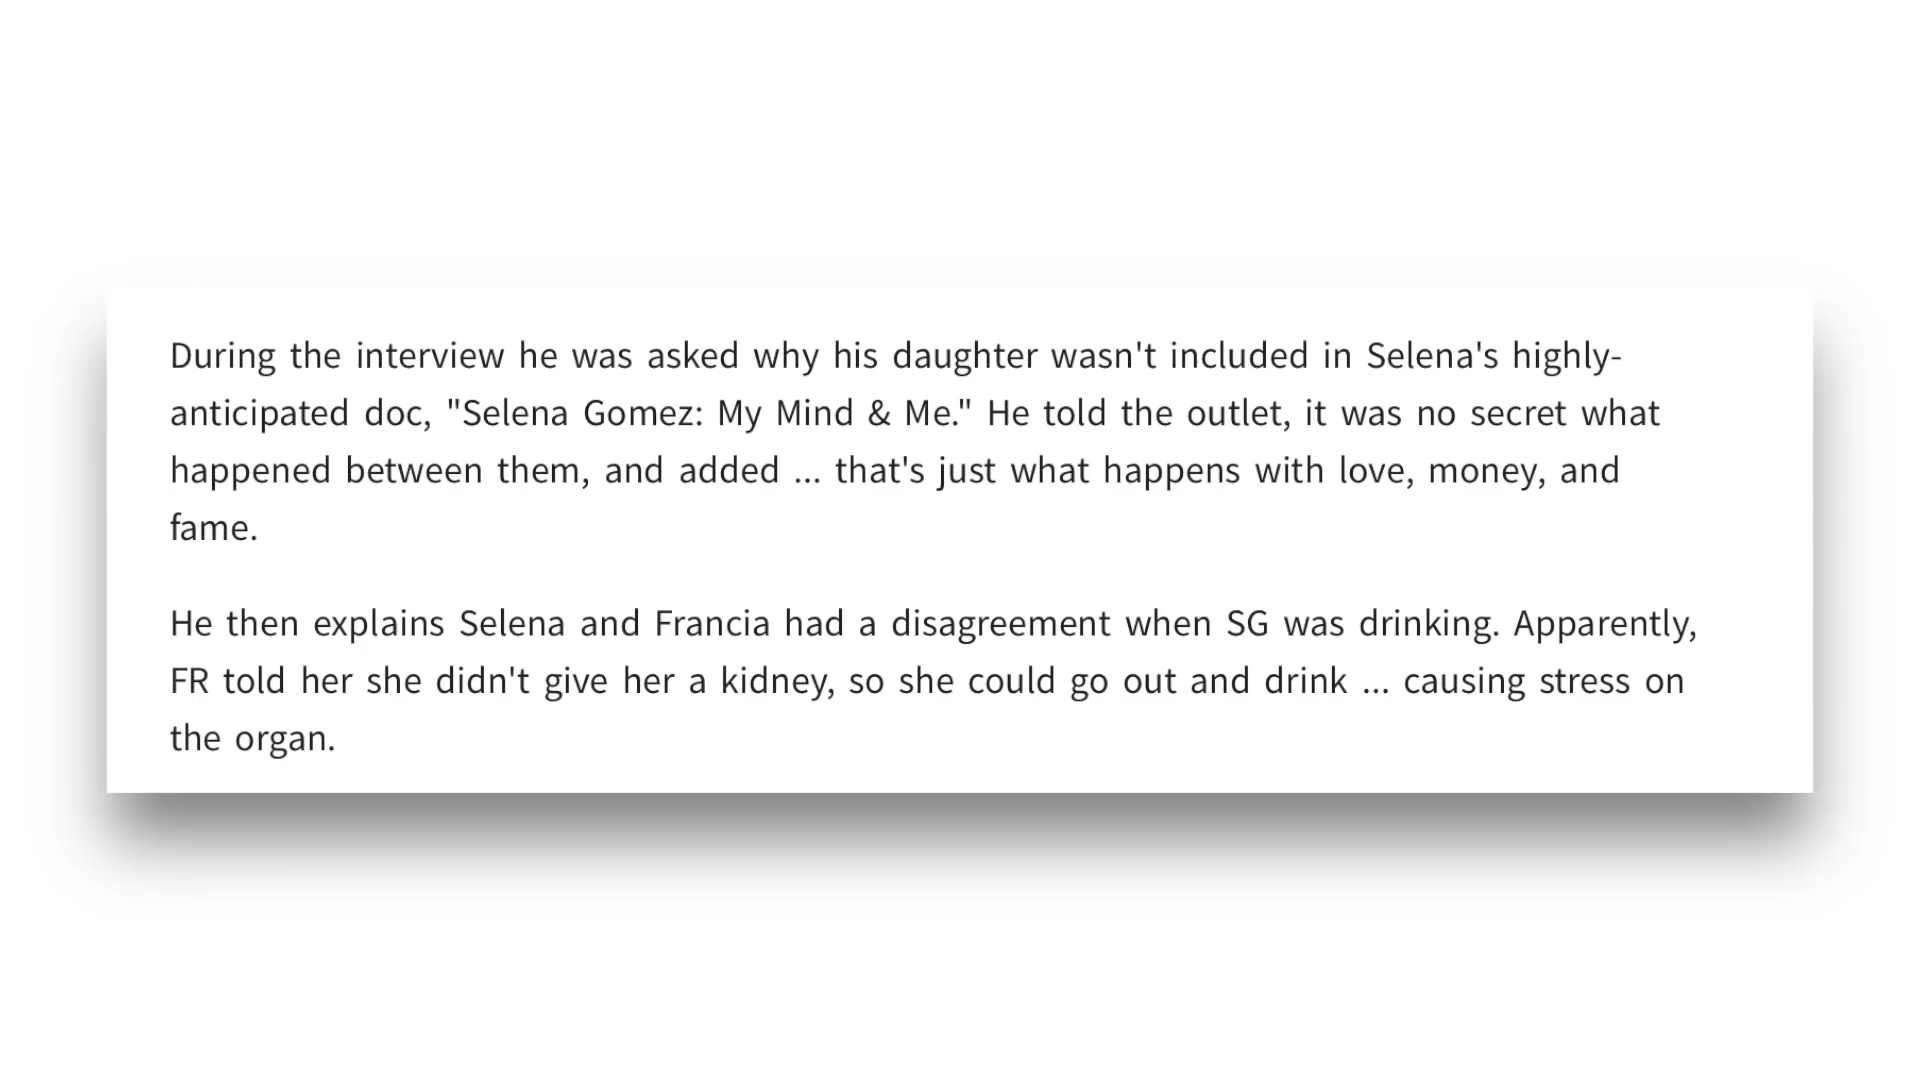 During the interview he was asked why his daughter wasn't included in Selena's highly-
anticipated doc, "Selena Gomez: My Mind & Me." He told the outlet, it was no secret what
happened between them, and added ... that's just what happens with love, money, and
fame.
He then explains Selena and Francia had a disagreement when SG was drinking. Apparently,
FR told her she didn't give her a kidney, so she could go out and drink ... causing stress on
the organ.